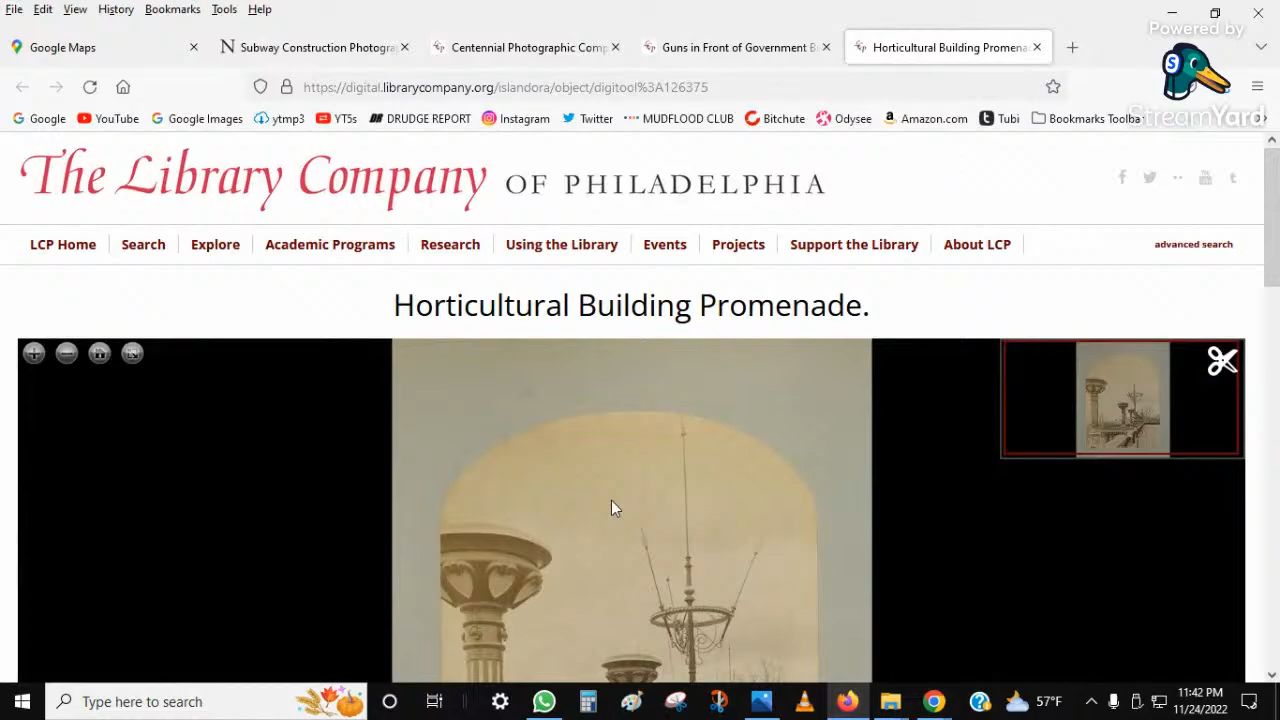 File Edit View History Bookmarks Tools Help
Powered by
Google Maps
Subway Construction Photogra
Centennial Photographic Comp
Guns in Front of Government B
Horticultural Building Promena
https://digital.librarycompany.org/islandora/object/digitool%3A126375
StreamYard
Google YouTube Google Images ytmp3 YT5s DRUDGE REPORT Instagram Twitter MUDFLOOD CLUB Bitchute Odysee Amazon.com Tubi Bookmarks Toolba
The Library Company OF PHILADELPHIA
LCP Home Search Explore Academic Programs Research Using the Library Events Projects Support the Library About LCP advanced search
Horticultural Building Promenade.
Type here to search
57°F
11:42 PM
11/24/2022